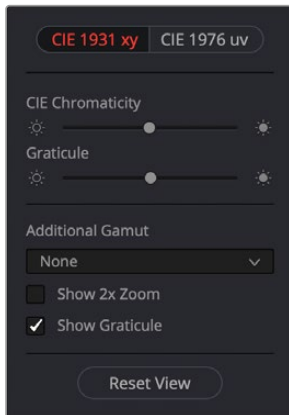 CIE 1931 xy CIE 1976 uv
CIE Chromaticity
Graticule
Additional Gamut
None
Show 2x Zoom
Show Graticule
Reset View